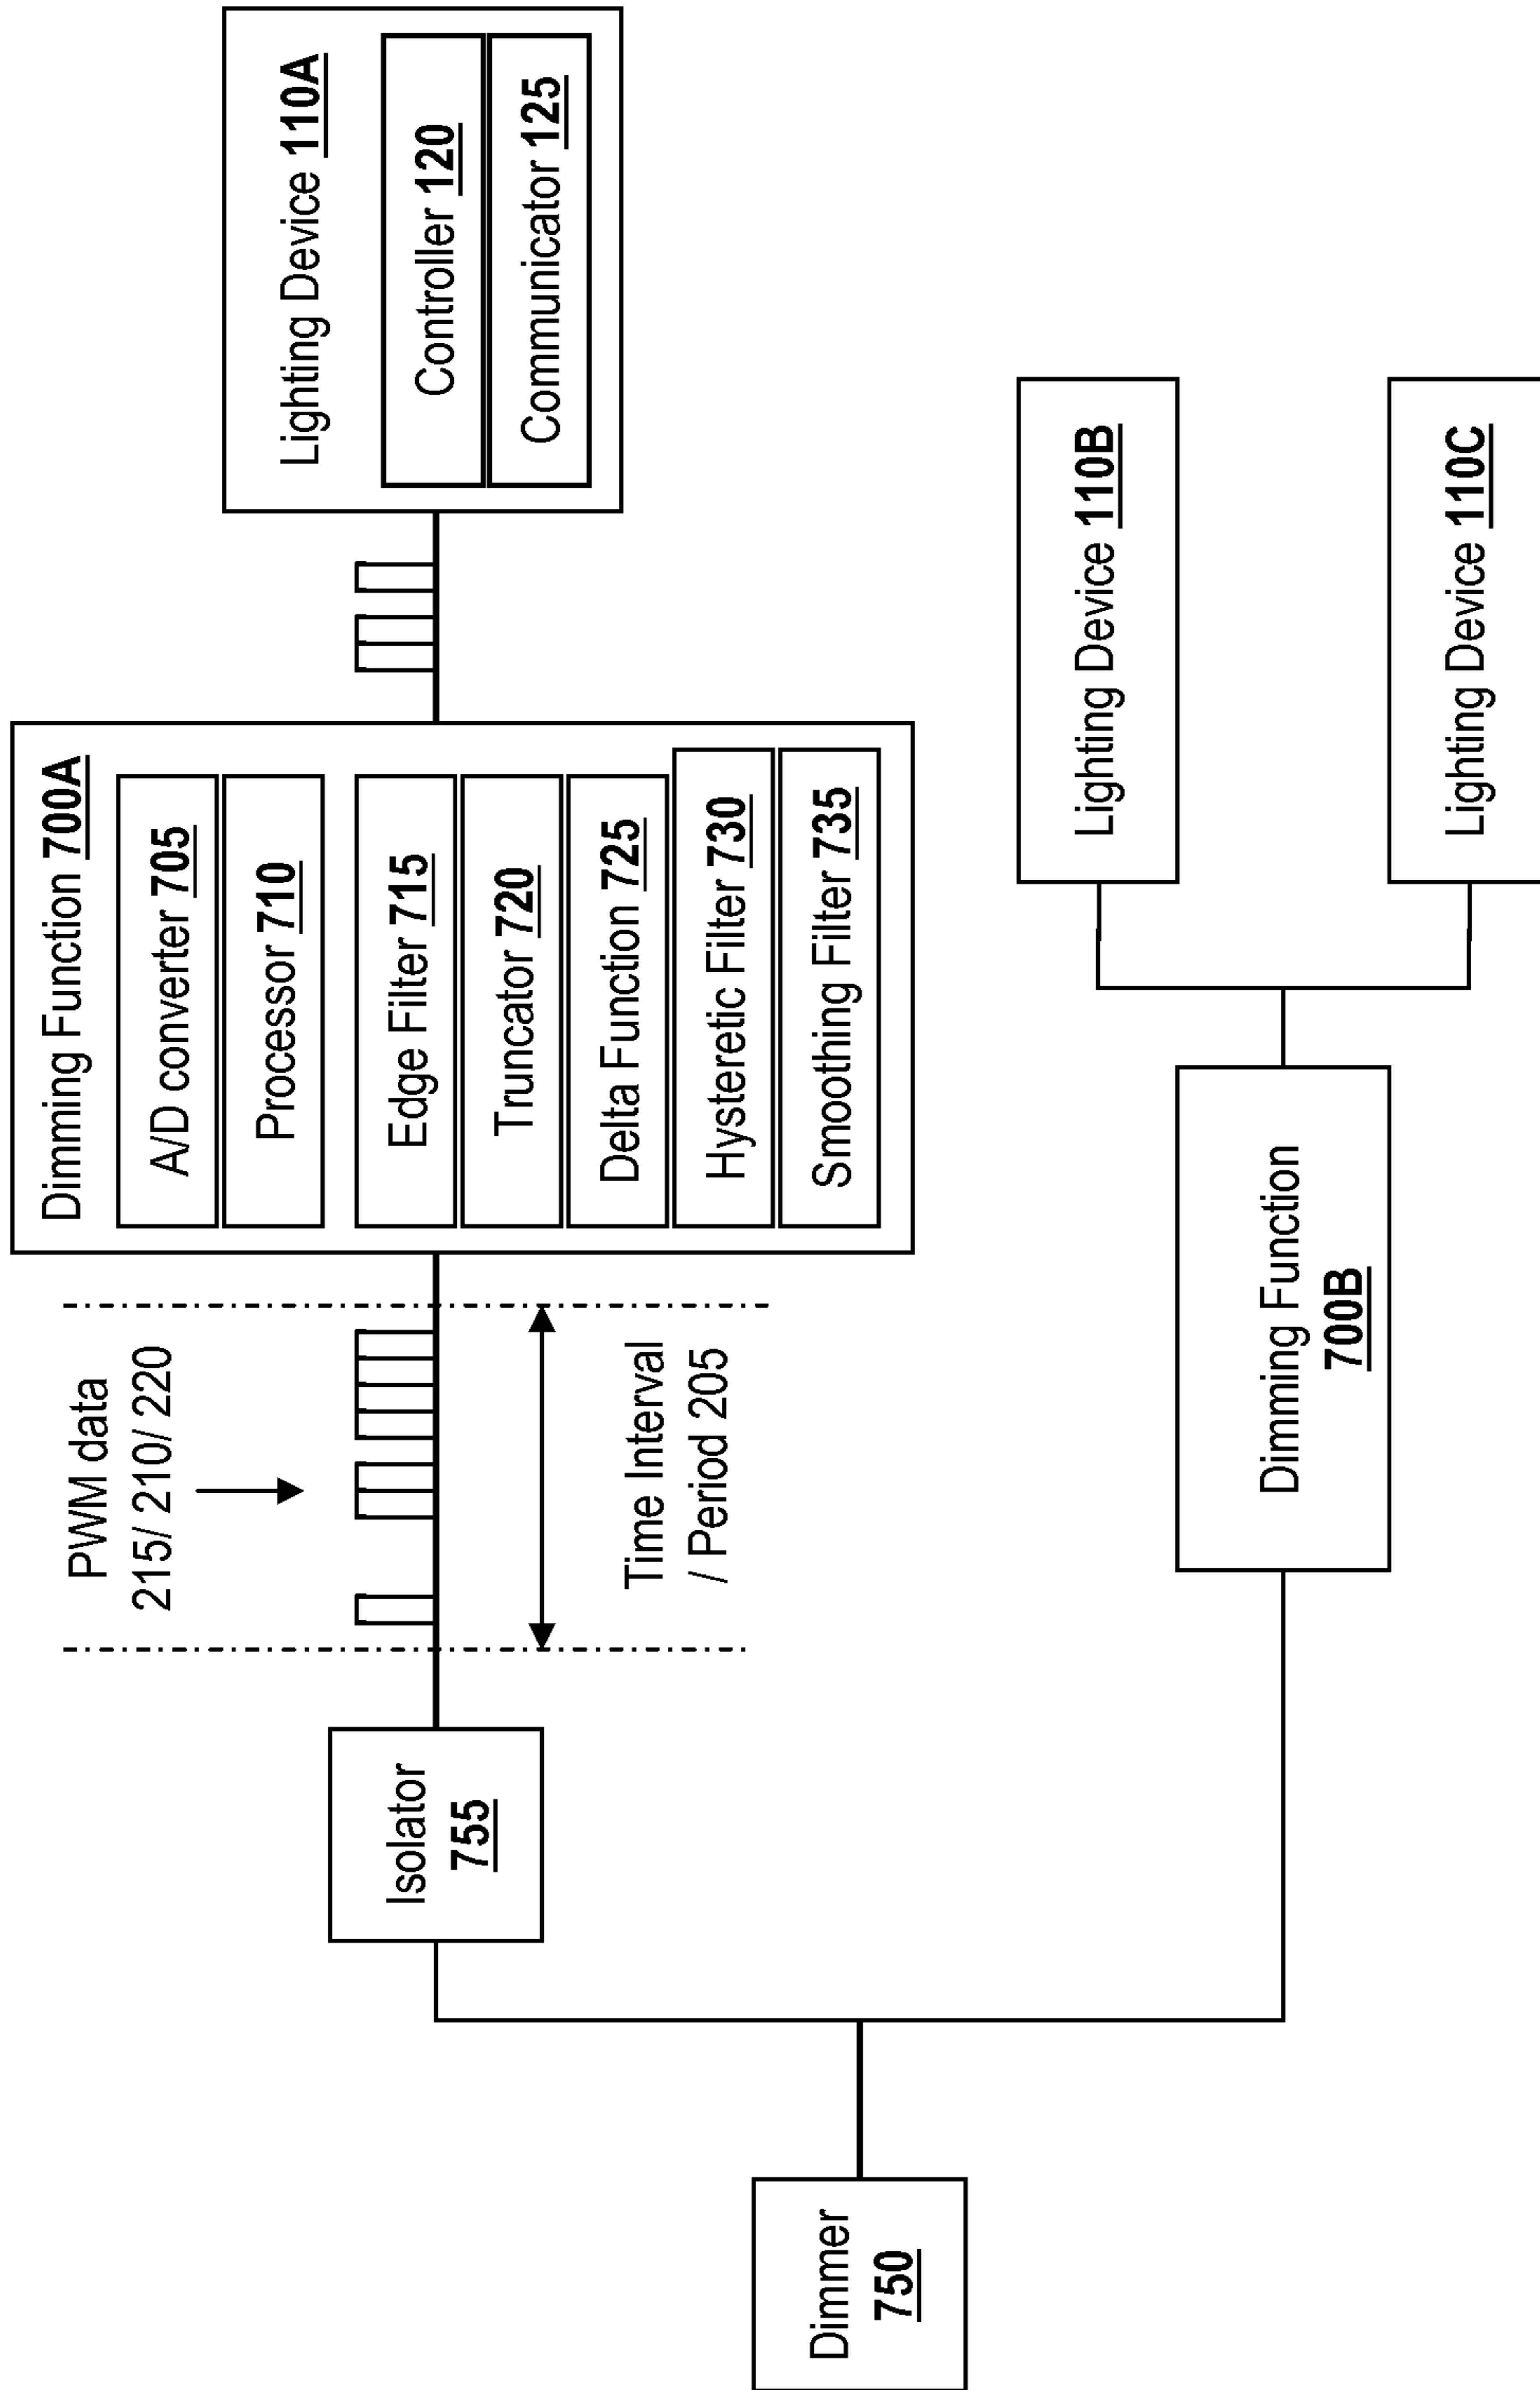 Dimmer
750
Isolator
755
PWM data
215/ 210/ 220
Time Interval
/ Period 205
Dimming Function 700A
A/D converter 705
Processor 710
Edge Filter 715
Truncator 720
Delta Function 725
Hysteretic Filter 730
Smoothing Filter 735
Lighting Device 110A
Controller 120
Communicator 125
Dimming Function
700B
Lighting Device 110B
Lighting Device 110C